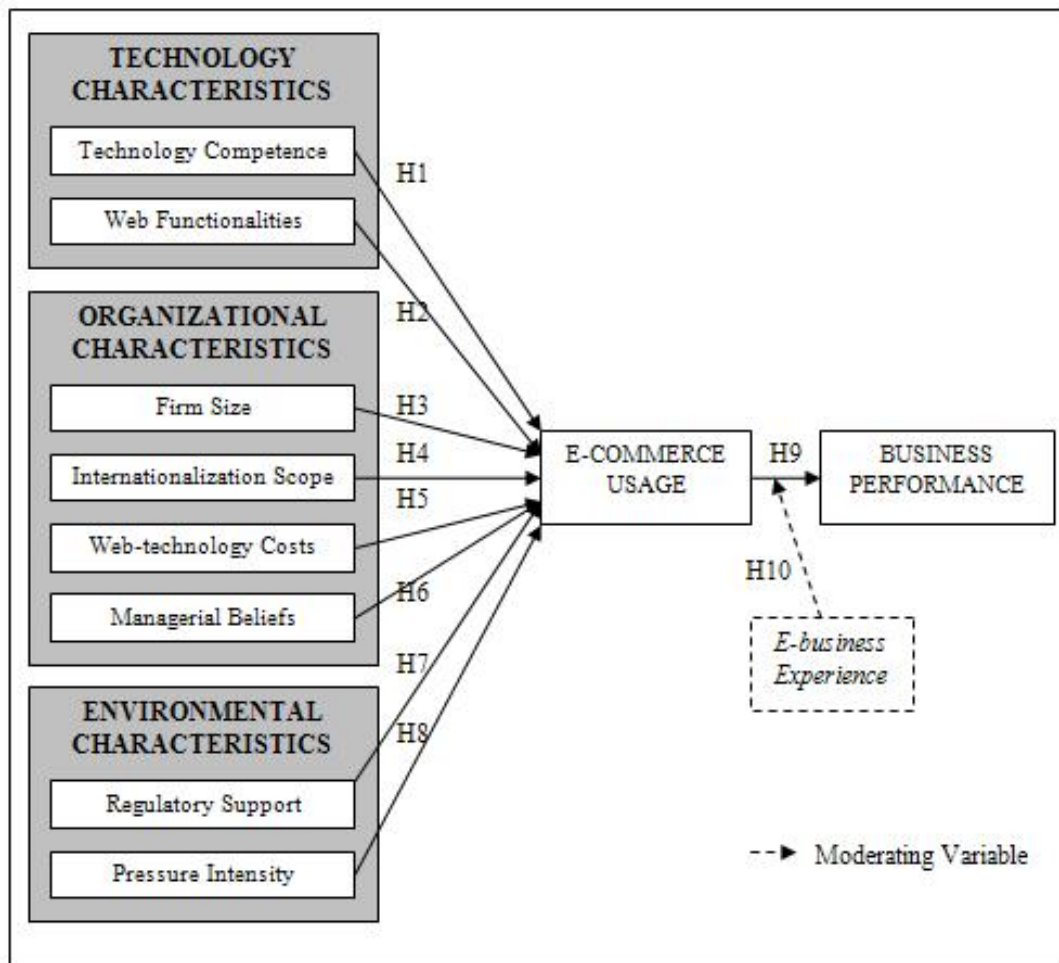 TECHNOLOGY
CHARACTERISTICS
Technology Competence
Web Functionalities
H1
H2
ORGANIZATIONAL
CHARACTERISTICS
Firm Size
Internationalization Scope
Web-technology Costs
Managerial Beliefs
H3
H4
H5
H6
ENVIRONMENTAL
CHARACTERISTICS
Regulatory Support
Pressure Intensity
H7
H8
E-COMMERCE
USAGE
H9
BUSINESS
PERFORMANCE
H10
E-business
Experience
Moderating Variable